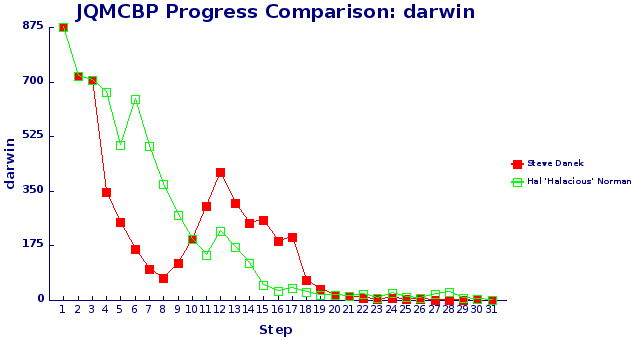 JQMCBP Progress Comparison: darwin
875
700
525
350
175
0
darwin
1 2 3 4 5 6 7 8 9 10 11 12 13 14 15 16 17 18 19 20 21 22 23 24 25 26 27 28 29 30 31
Step
Steve Danek
Hal 'Halacious' Norman